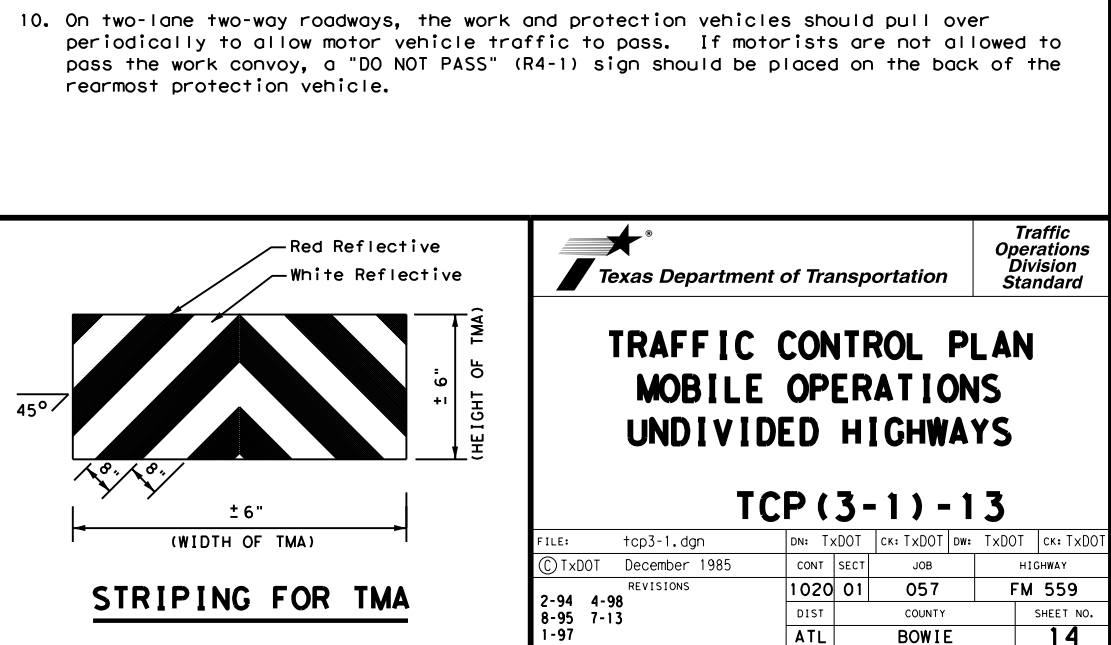 10. On two-lane two-way roadways, the work and protection vehicles should pull over
periodically to allow motor vehicle traffic to pass. If motorists are not allowed to
pass the work convoy, a "DO NOT PASS" (R4-1) sign should be placed on the back of the
rearmost protection vehicle.
Red Reflective
White Reflective
45°
8"
8"
± 6"
(HEIGHT OF TMA)
± 6"
(WIDTH OF TMA)
STRIPING FOR TMA
®
Texas Department of Transportation
Traffic
Operations
Division
Standard
TRAFFIC CONTROL PLAN
MOBILE OPERATIONS
UNDIVIDED HIGHWAYS
TCP(3-1)-13
FILE: tcp3-1.dgn DN: TxDOT CK: TxDOT DW: TxDOT CK: TxDOT
© TxDOT December 1985 CONT SECT JOB HIGHWAY
REVISIONS 1020 01 057 FM 559
2-94 4-98
8-95 7-13 DIST COUNTY SHEET NO.
1-97 ATL BOWIE 14